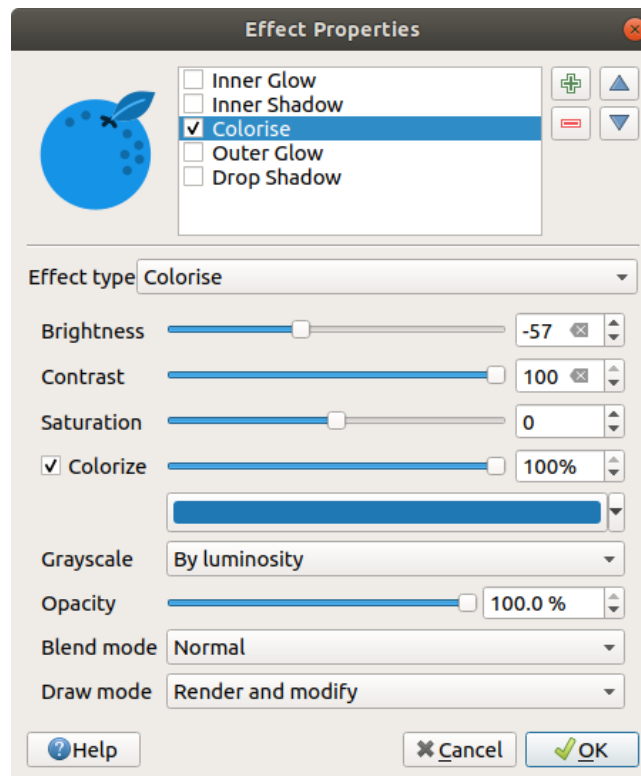 Effect Properties
Inner Glow
Inner Shadow
Colorise
Outer Glow
Drop Shadow
Effect type Colorise
Brightness -57
Contrast 100
Saturation 0
Colorize 100%
Grayscale By luminosity
Opacity 100.0 %
Blend mode Normal
Draw mode Render and modify
Help Cancel OK